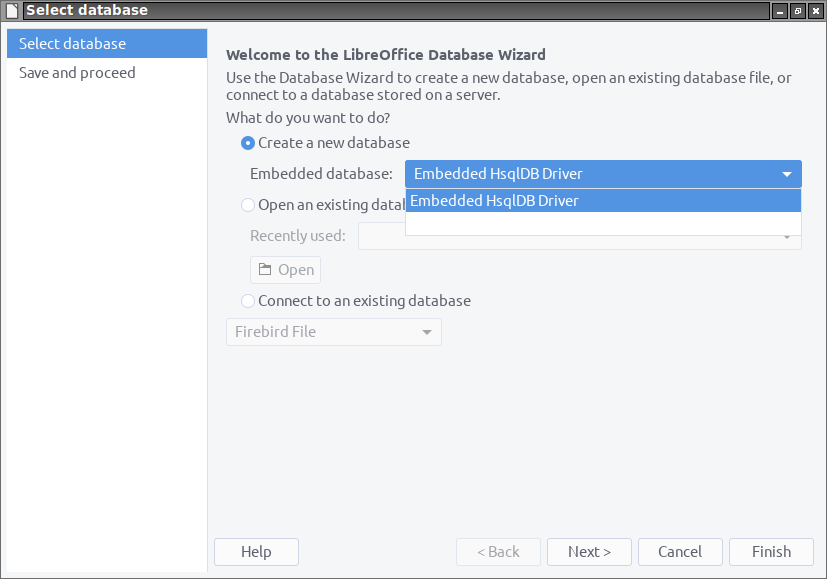 Select database
Select database
Save and proceed
Welcome to the LibreOffice Database Wizard
Use the Database Wizard to create a new database, open an existing database file, or
connect to a database stored on a server.
What do you want to do?
Create a new database
Embedded database:
Embedded HsqlDB Driver
Embedded HsqlDB Driver
Open an existing datab
Recently used:
Open
Connect to an existing database
Firebird File
Help
< Back
Next >
Cancel
Finish